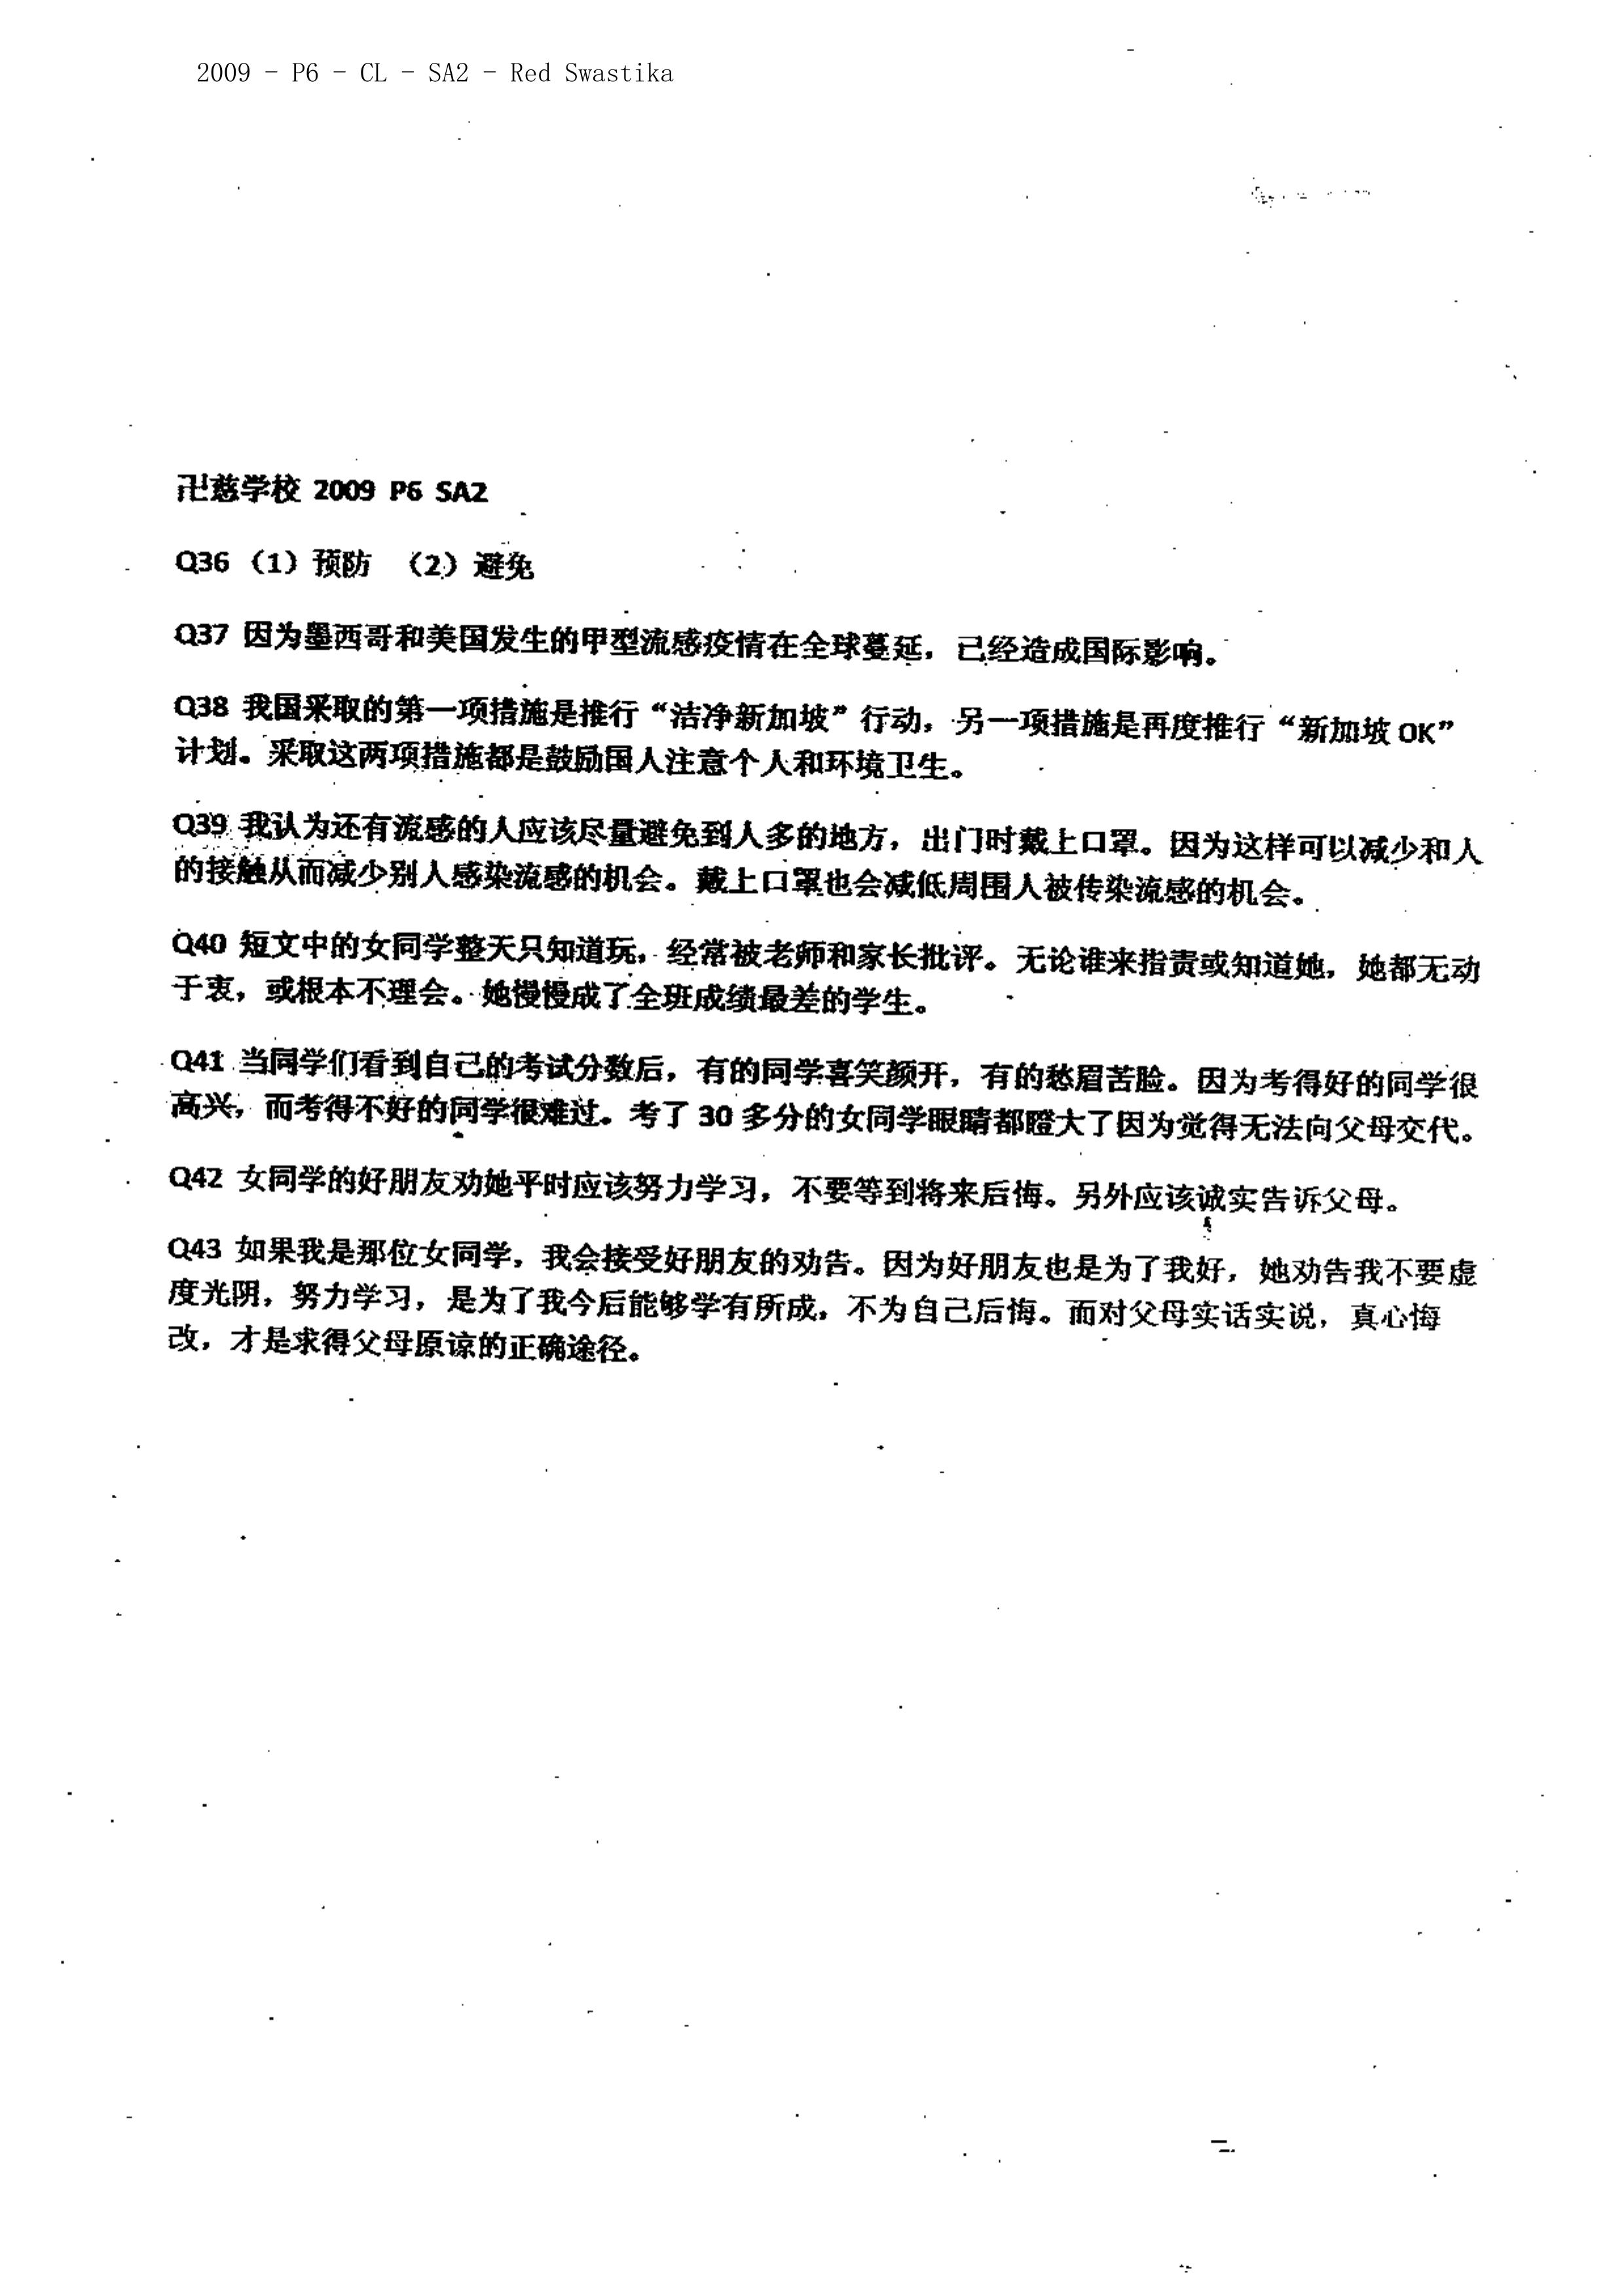 2009 - P6 - CL - SA2 - Red Swastika
卍慈学校 2009 P6 SA2
Q36（1）预防 （2）避免
Q37 因为墨西哥和美国发生的甲型流感疫情在全球蔓延，已经造成国际影响。
Q38 我国采取的第一项措施是推行“洁净新加坡”行动，另一项措施是再度推行“新加坡 OK”
计划。采取这两项措施都是鼓励国人注意个人和环境卫生。
Q39 我认为还有流感的人应该尽量避免到人多的地方，出门时戴上口罩。因为这样可以减少和人
的接触从而减少别人感染流感的机会。戴上口罩也会减低周围人被传染流感的机会。
Q40 短文中的女同学整天只知道玩，经常被老师和家长批评。无论谁来指责或知道她，她都无动
于衷，或根本不理会。她慢慢成了全班成绩最差的学生。
Q41 当同学们看到自己的考试分数后，有的同学喜笑颜开，有的愁眉苦脸。因为考得好的同学很
高兴，而考得不好的同学很难过。考了 30 多分的女同学眼睛都瞪大了因为觉得无法向父母交代。
Q42 女同学的好朋友劝她平时应该努力学习，不要等到将来后悔。另外应该诚实告诉父母。
Q43 如果我是那位女同学，我会接受好朋友的劝告。因为好朋友也是为了我好，她劝告我不要虚
度光阴，努力学习，是为了我今后能够学有所成，不为自己后悔。而对父母实话实说，真心悔
改，才是求得父母原谅的正确途径。